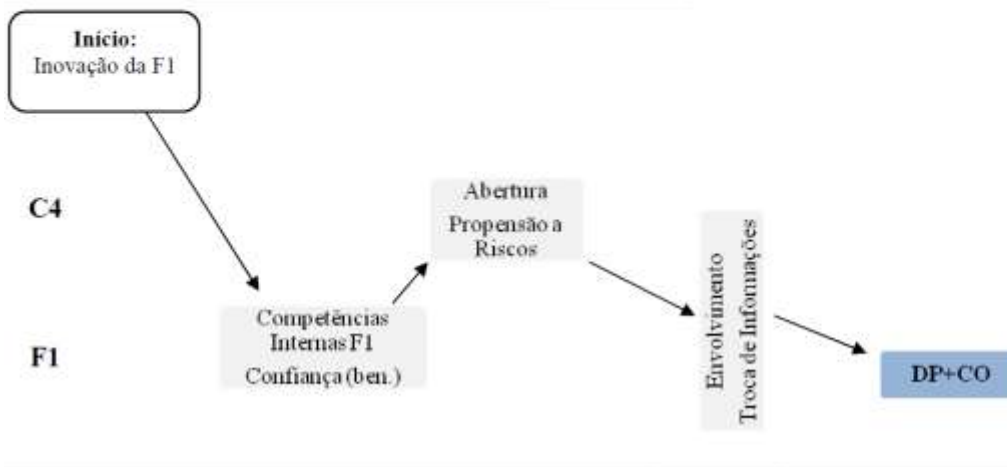 Início:
Inovação da F1
C4
Abertura
Propensão a
Riscos
Envolvimento
Troca de Informações
Competências
Internas F1
Confiança (ben.)
F1
DP+CO